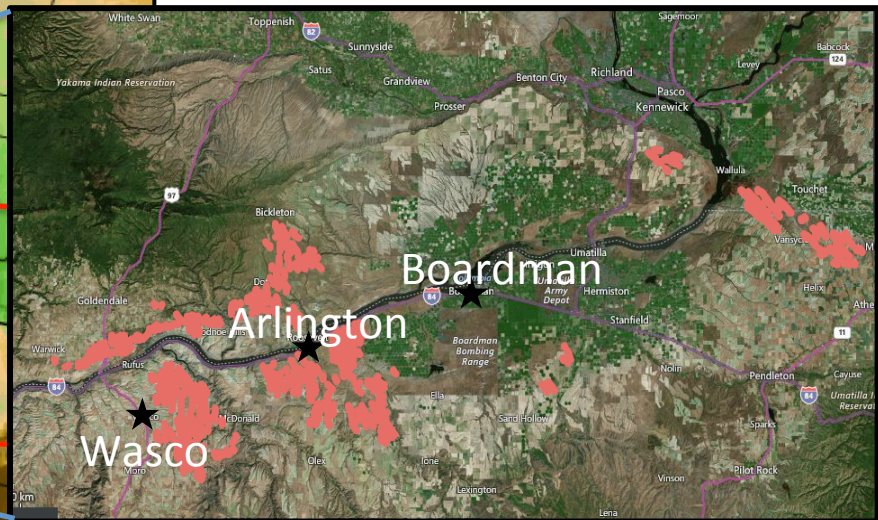 White Swan
Toppenish
Sagemoor
82
Sunnyside
Babcock
124
Satus
Levey
Yakama Indian Reservation
Grandview
Benton City
Richland
Prosser
Pasco
Kennewick
Wallula
97
Touchet
Bickleton
Umatilla
Boardman
Army
Depot
Hermiston
Helix
84
Goldendale
Arlington
Stanfield
11
Warwick
Rufus
Boardman
Bombing
Range
Nolin
Pendleton
Cayuse
84
84
Ella
McDonald
Sand Hollow
Sparks
Wasco
Moro
Olex
Ione
Pilot Rock
Vinson
Lexington
Lena
0 km